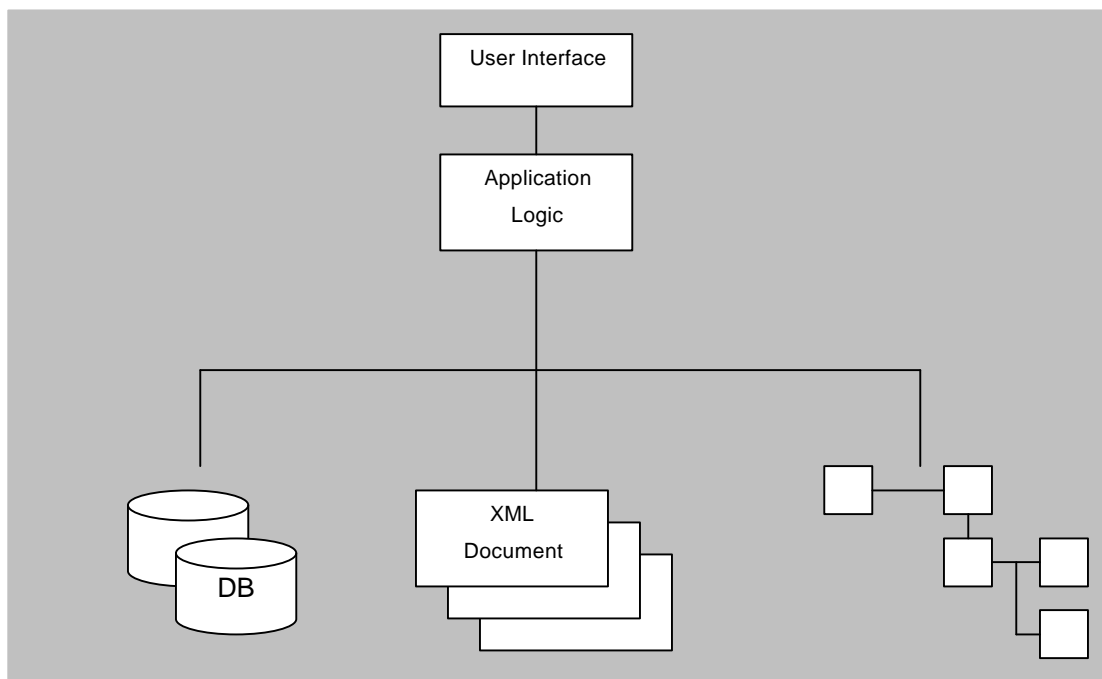 User Interface
Application
Logic
XML
Document
DB